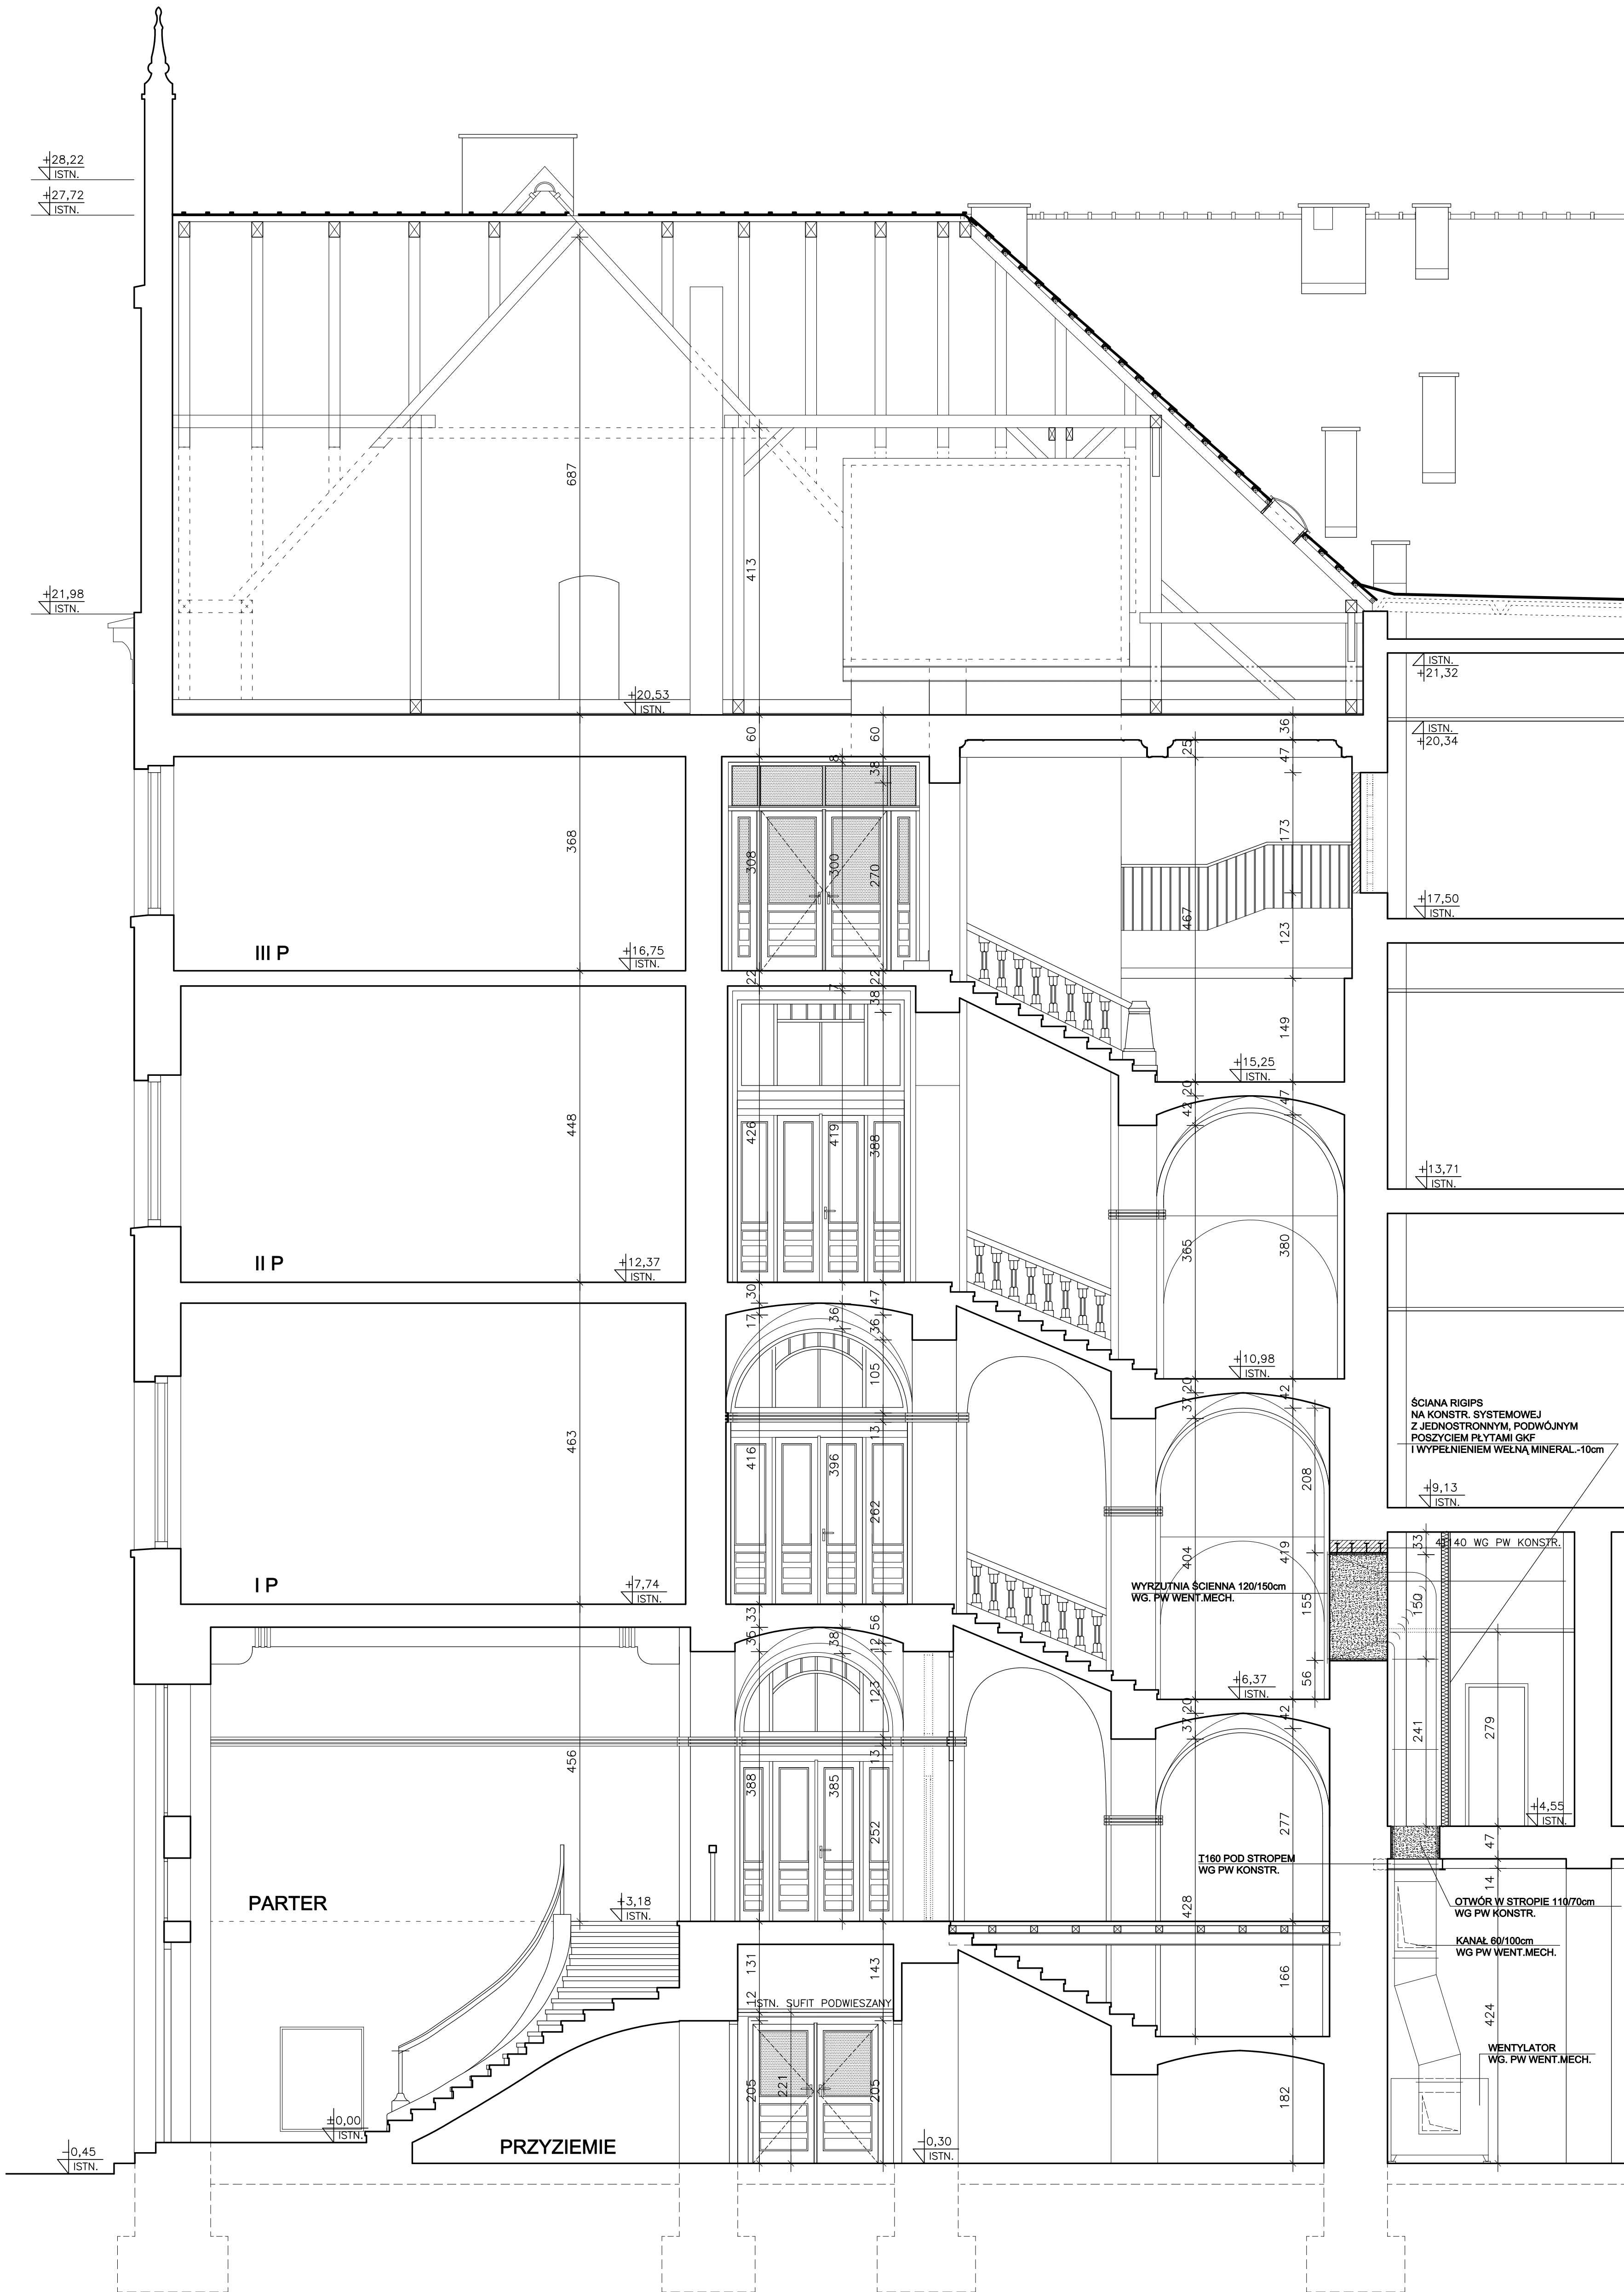 +28,22
ISTN.
+27,72
ISTN.
+21,98
ISTN.
687
413
+20,53
ISTN.
ISTN.
+21,32
ISTN.
+20,34
60
8
60
38
25
36
47
368
308
300
270
173
467
123
+17,50
ISTN.
III P
+16,75
ISTN.
22
7
22
38
149
+15,25
ISTN.
20
42
47
448
426
419
388
365
380
+13,71
ISTN.
II P
+12,37
ISTN.
30
17
36
47
36
105
13
+10,98
ISTN.
20
37
42
463
416
396
262
404
208
419
ŚCIANA RIGIPS
NA KONSTR. SYSTEMOWEJ
Z JEDNOSTRONNYM, PODWÓJNYM
POSZYCIEM PŁYTAMI GKF
I WYPEŁNIENIEM WEŁNĄ MINERAL.-10cm
+9,13
ISTN.
33
140 WG PW KONSTR.
I P
+7,74
ISTN.
WYRZUTNIA ŚCIENNA 120/150cm
WG. PW WENT.MECH.
155
150
33
35
38
56
12
123
13
+6,37
ISTN.
56
20
37
42
456
388
385
252
277
241
279
+4,55
ISTN.
47
14
I160 POD STROPEM
WG PW KONSTR.
PARTER
+3,18
ISTN.
428
OTWÓR W STROPIE 110/70cm
WG PW KONSTR.
KANAŁ 60/100cm
WG PW WENT.MECH.
131
143
166
12
ISTN. SUFIT PODWIESZANY
424
WENTYLATOR
WG. PW WENT.MECH.
205
221
205
182
±0,00
ISTN.
PRZYZIEMIE
-0,45
ISTN.
-0,30
ISTN.